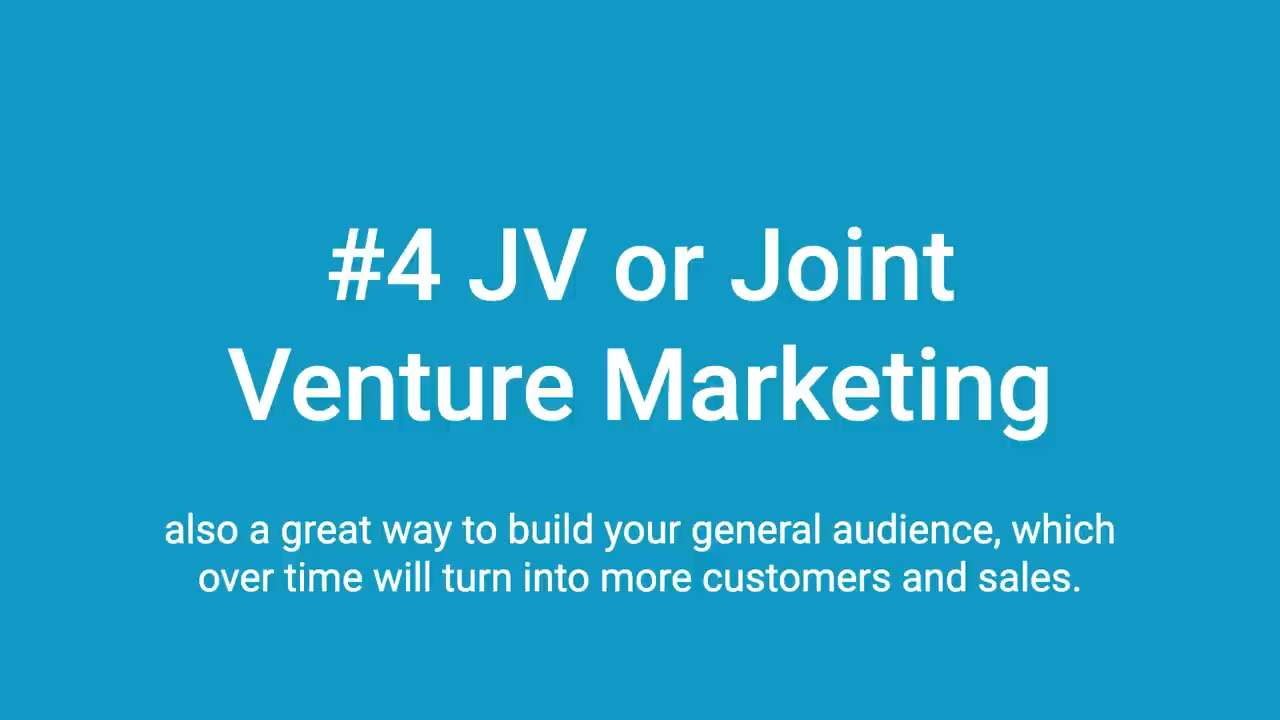 #4 JV or Joint
Venture Marketing
also a great way to build your general audience, which
over time will turn into more customers and sales.